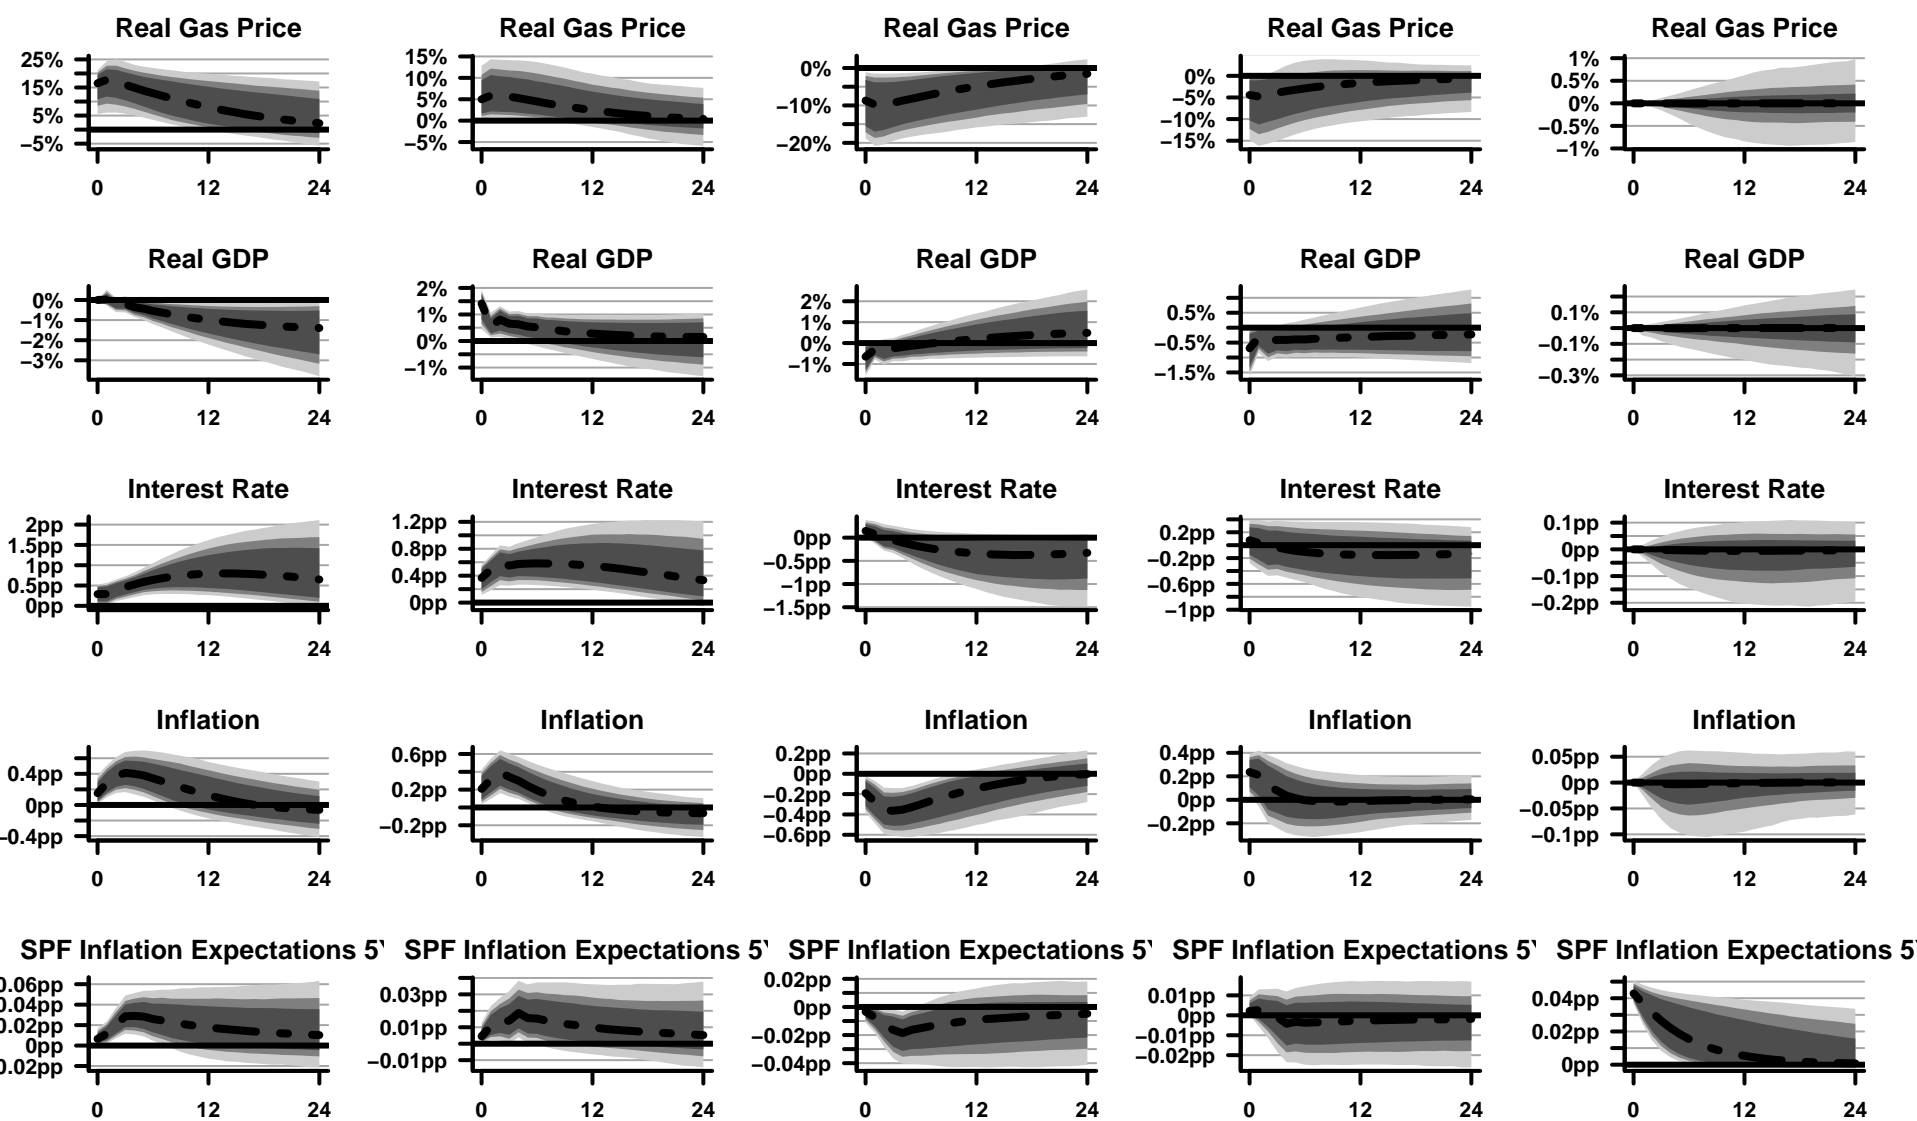 Real Gas Price Real Gas Price Real Gas Price Real Gas Price Real Gas Price
25% 15% 5% −5% 0 12 24
15% 10% 5% 0% −5% 0 12 24
0% −10% −20% 0 12 24
0% −5% −10% −15% 0 12 24
1% 0.5% 0% −0.5% −1% 0 12 24
Real GDP Real GDP Real GDP Real GDP Real GDP
0% −1% −2% −3% 0 12 24
2% 1% 0% −1% 0 12 24
2% 1% 0% −1% 0 12 24
0.5% −0.5% −1.5% 0 12 24
0.1% −0.1% −0.3% 0 12 24
Interest Rate Interest Rate Interest Rate Interest Rate Interest Rate
2pp 1.5pp 1pp 0.5pp 0pp 0 12 24
1.2pp 0.8pp 0.4pp 0pp 0 12 24
0pp −0.5pp −1pp −1.5pp 0 12 24
0.2pp −0.2pp −0.6pp −1pp 0 12 24
0.1pp 0pp −0.1pp −0.2pp 0 12 24
Inflation Inflation Inflation Inflation Inflation
0.4pp 0pp −0.4pp 0 12 24
0.6pp 0.2pp −0.2pp 0 12 24
0.2pp 0pp −0.2pp −0.4pp −0.6pp 0 12 24
0.4pp 0.2pp 0pp −0.2pp 0 12 24
0.05pp 0pp −0.05pp −0.1pp 0 12 24
SPF Inflation Expectations SPF Inflation Expectations SPF Inflation Expectations SPF Inflation Expectations SPF Inflation Expectations 5
0.06pp 0.04pp 0.02pp 0pp 0.02pp 0 12 24
0.03pp 0.01pp −0.01pp 0 12 24
0.02pp 0pp −0.02pp −0.04pp 0 12 24
0.01pp 0pp −0.01pp −0.02pp 0 12 24
0.04pp 0.02pp 0pp 0 12 24